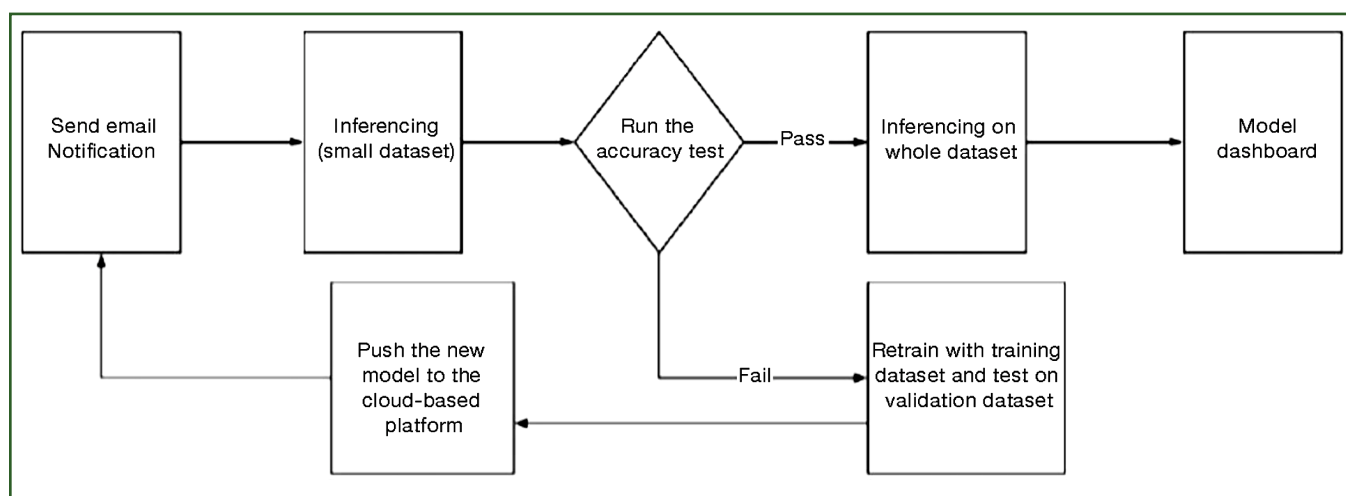 Send email
Notification
Inferencing
(small dataset)
Run the
accuracy test
Pass
Inferencing on
whole dataset
Model
dashboard
Push the new
model to the
cloud-based
platform
Fail
Retrain with training
dataset and test on
validation dataset